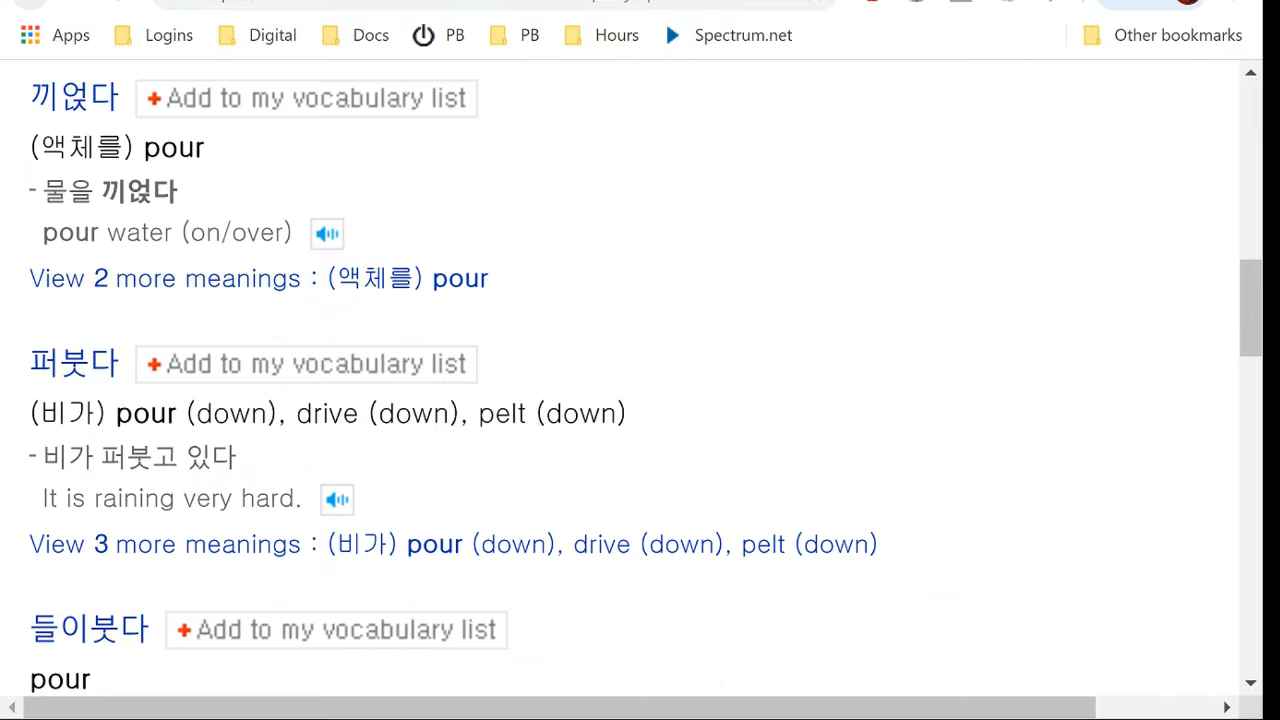 Apps Logins Digital Docs PB PB Hours Spectrum.net Other bookmarks
끼얹다 +Add to my vocabulary list
(액체를) pour
- 물을 끼얹다
pour water (on/over)
View 2 more meanings : (액체를) pour
퍼붓다 +Add to my vocabulary list
(비가) pour (down), drive (down), pelt (down)
- 비가 퍼붓고 있다
It is raining very hard.
View 3 more meanings : (비가) pour (down), drive (down), pelt (down)
들이붓다 +Add to my vocabulary list
pour